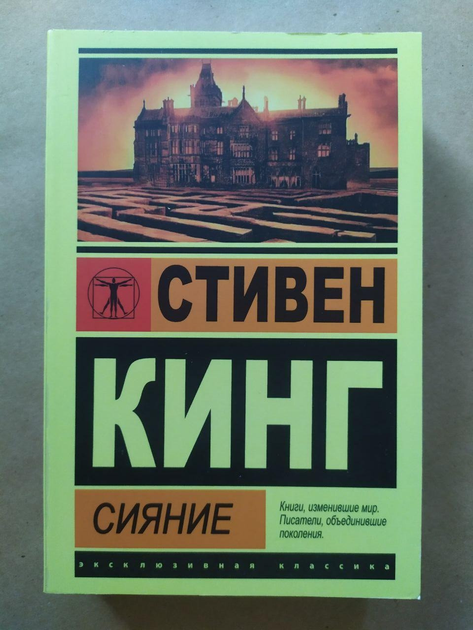 СТИВЕН
КИНГ
СИЯНИЕ
Книги, изменившие мир.
Писатели, объединившие
поколения.
эксклюзивная классика